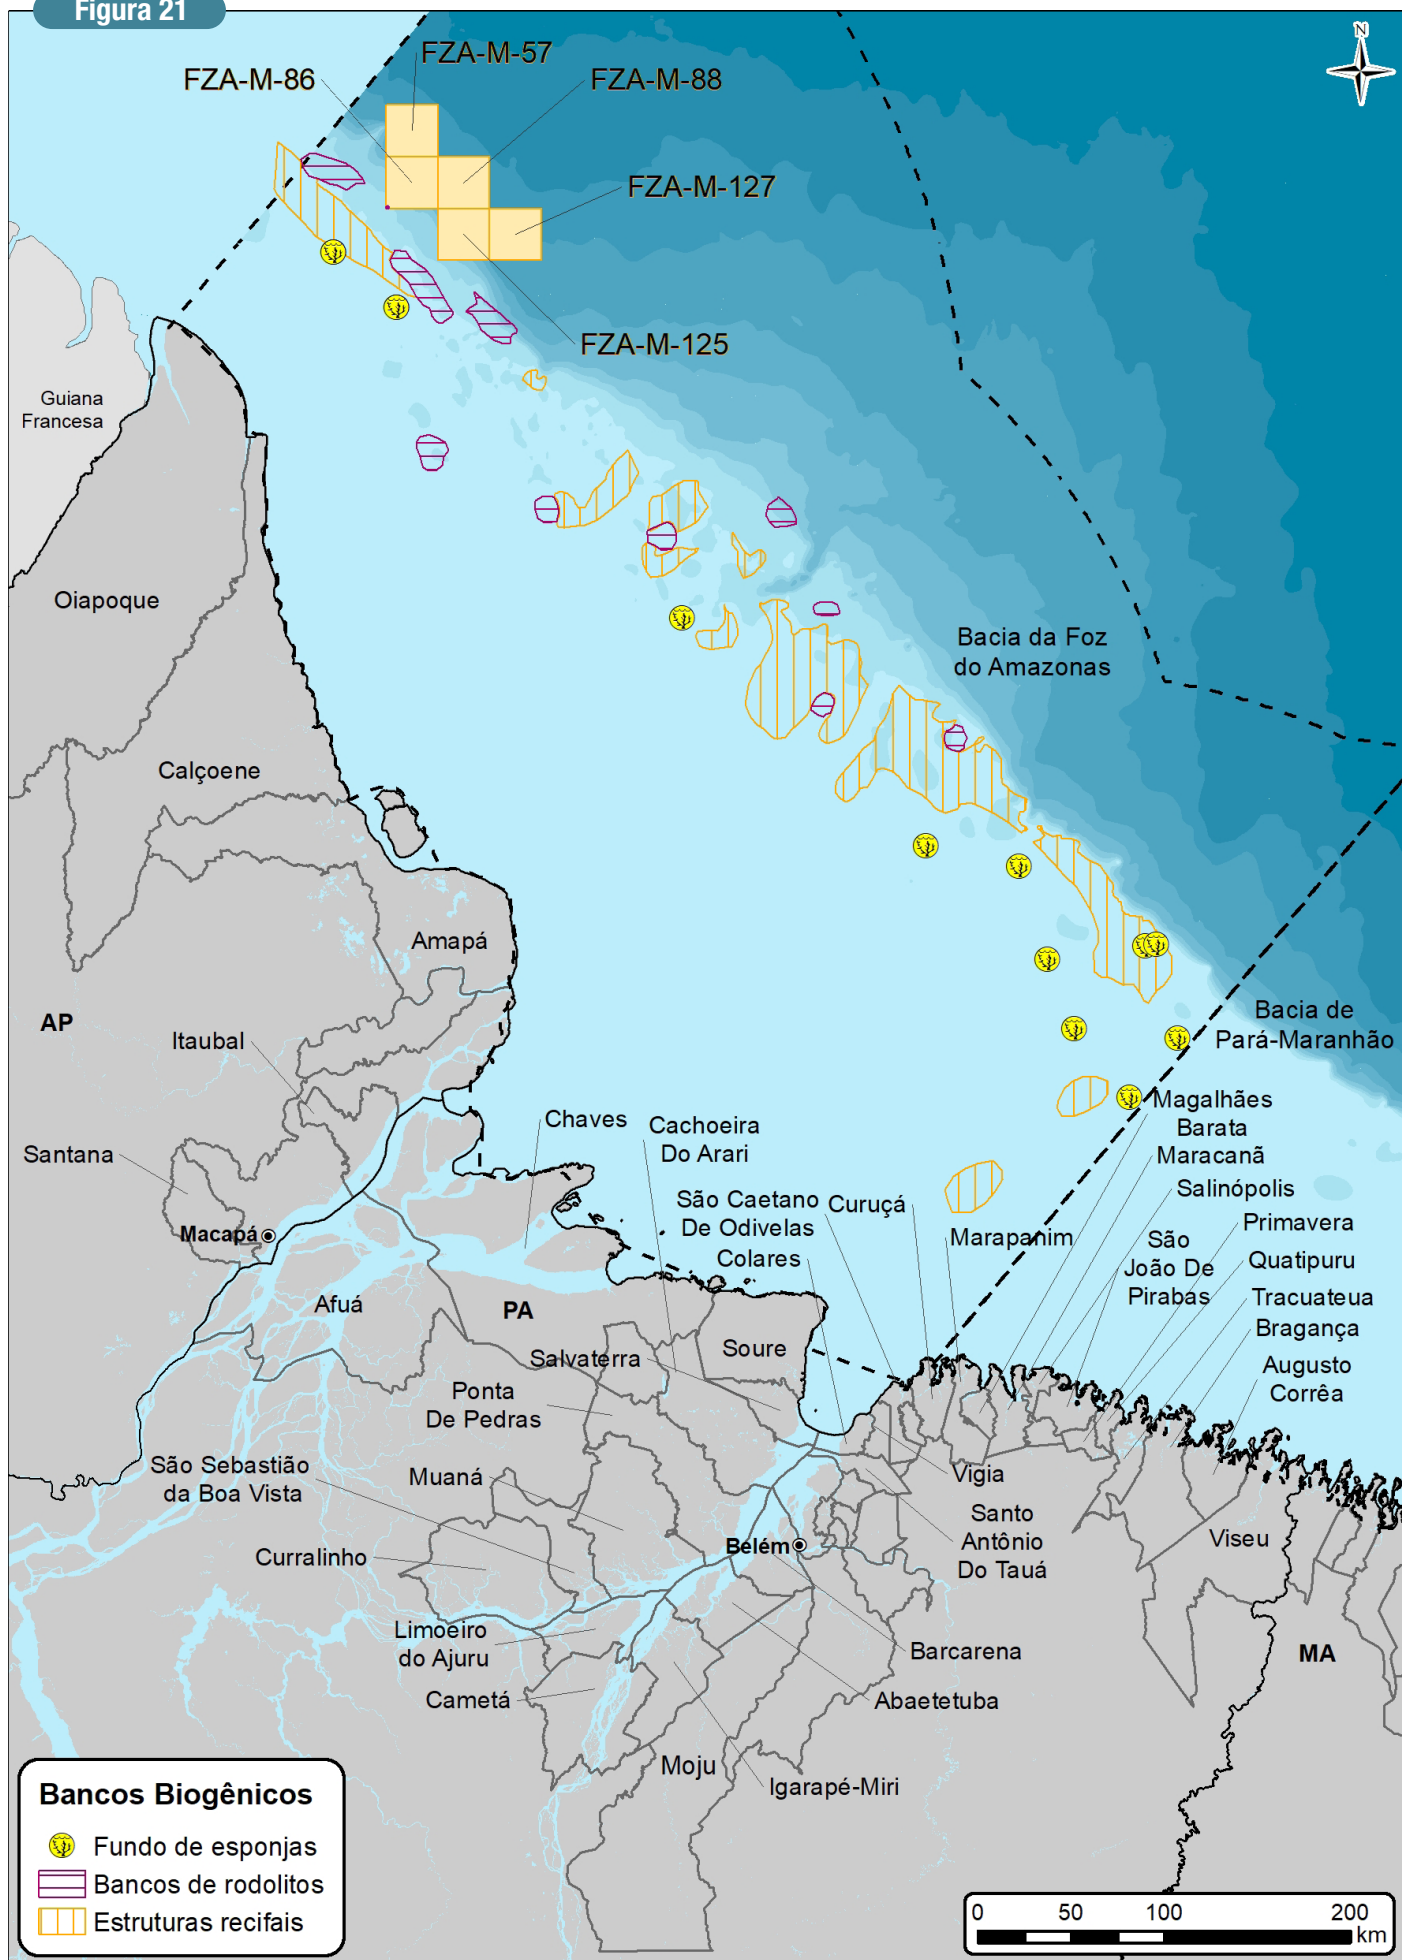 Figura 21
N
FZA-M-57
FZA-M-86
FZA-M-88
FZA-M-127
FZA-M-125
Guiana
Francesa
Oiapoque
Bacia da Foz
do Amazonas
Calçoene
Amapá
AP
Itaubal
Bacia de
Pará-Maranhão
Santana
Chaves
Cachoeira
Do Arari
Magalhães
Barata
Maracanã
Salinópolis
São Caetano
De Odivelas
Curuçá
Colares
Marapanim
Primavera
São
João De
Pirabas
Quatipuru
Macapá
Afuá
PA
Tracuateua
Bragança
Soure
Salvaterra
Augusto
Corrêa
Ponta
De Pedras
São Sebastião
da Boa Vista
Muaná
Vigia
Santo
Antônio
Do Tauá
Viseu
Belém
Curralinho
Limoeiro
do Ajuru
Barcarena
MA
Cametá
Abaetetuba
Moju
Igarapé-Miri
Bancos Biogênicos
Fundo de esponjas
Bancos de rodolitos
Estruturas recifais
0 50 100 200
km